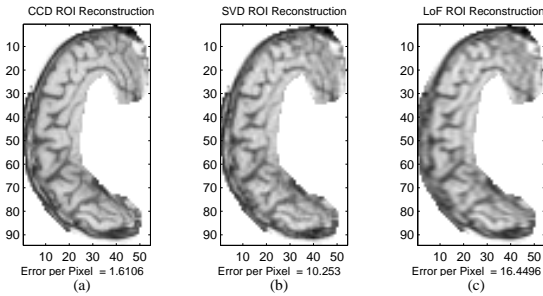 CCD ROI Reconstruction
10
20
30
40
50
60
70
80
90
10 20 30 40 50
Error per Pixel = 1.6106
(a)
SVD ROI Reconstruction
10
20
30
40
50
60
70
80
90
10 20 30 40 50
Error per Pixel = 10.253
(b)
LoF ROI Reconstruction
10
20
30
40
50
60
70
80
90
10 20 30 40 50
Error per Pixel = 16.4496
(c)